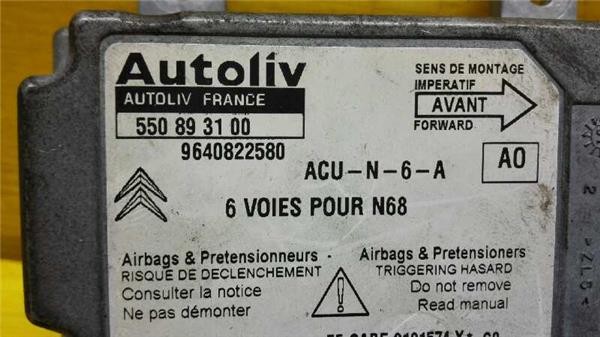 Autoliv
AUTOLIV FRANCE
550 89 31 00
9640822580
SENS DE MONTAGE
IMPERATIF
AVANT
FORWARD
ACU-N-6-A
A0
6 VOIES POUR N68
Airbags & Pretensionneurs
RISQUE DE DECLENCHEMENT
Consulter la notice
Ne pas démonter
Airbags & Pretensioners
TRIGGERING HASARD
Do not remove
Read manual